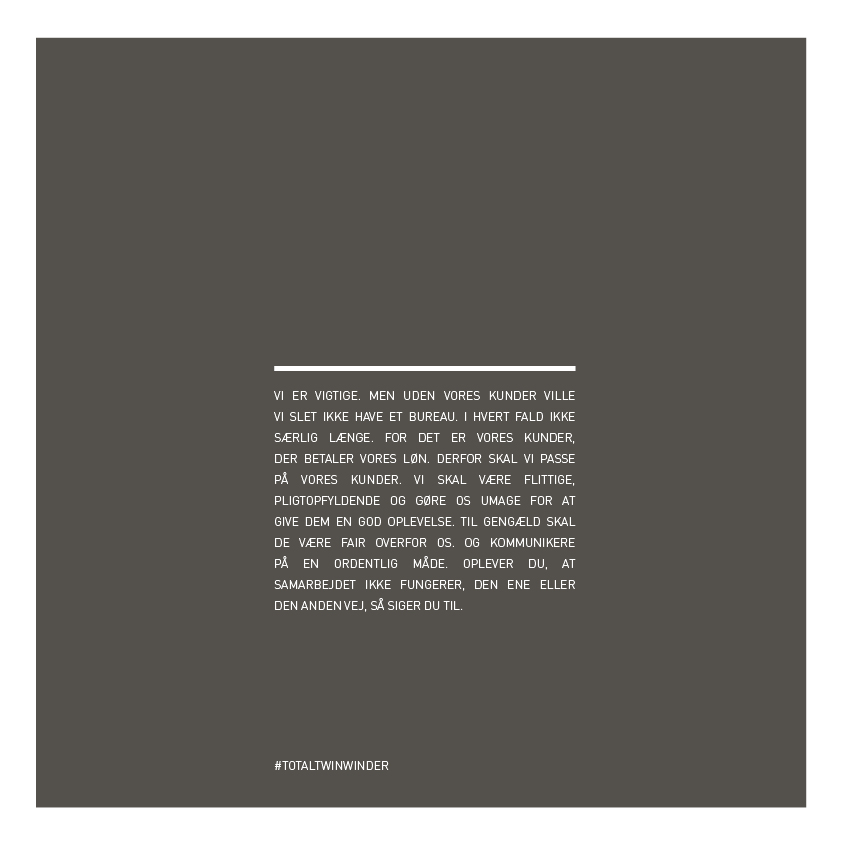 VI ER VIGTIGE. MEN UDEN VORES KUNDER VILLE
VI SLET IKKE HAVE ET BUREAU. I HVERT FALD IKKE
SÆRLIG LÆNGE. FOR DET ER VORES KUNDER,
DER BETALER VORES LØN. DERFOR SKAL VI PASSE
PÅ VORES KUNDER. VI SKAL VÆRE FLITTIGE,
PLIGTOPFYLDENDE OG GØRE OS UMAGE FOR AT
GIVE DEM EN GOD OPLEVELSE. TIL GENGÆLD SKAL
DE VÆRE FAIR OVERFOR OS. OG KOMMUNIKERE
PÅ EN ORDENTLIG MÅDE. OPLEVER DU, AT
SAMARBEJDET IKKE FUNGERER, DEN ENE ELLER
DEN ANDEN VEJ, SÅ SIGER DU TIL.
#TOTALTWINWINDER